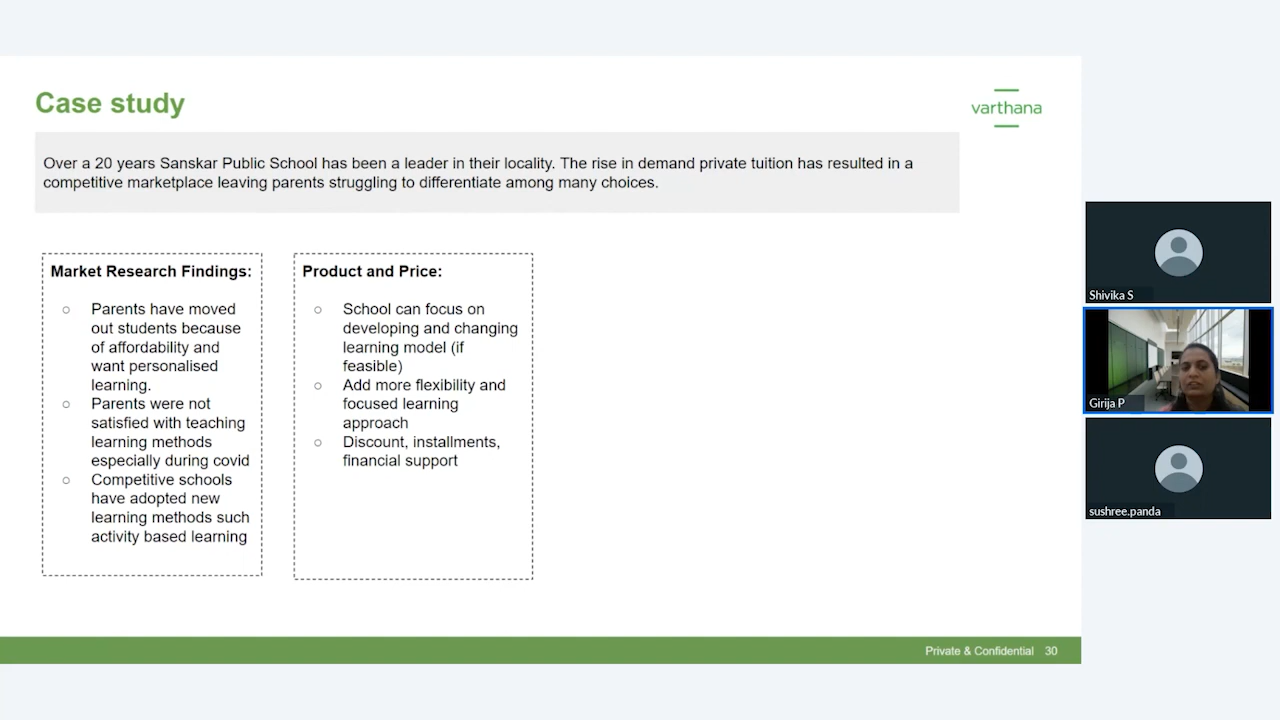 Case study
varthana
Over a 20 years Sanskar Public School has been a leader in their locality. The rise in demand private tuition has resulted in a
competitive marketplace leaving parents struggling to differentiate among many choices.
Market Research Findings:
○ Parents have moved
out students because
of affordability and
want personalised
learning.
○ Parents were not
satisfied with teaching
learning methods
especially during covid
○ Competitive schools
have adopted new
learning methods such
activity based learning
Product and Price:
○ School can focus on
developing and changing
learning model (if
feasible)
○ Add more flexibility and
focused learning
approach
○ Discount, installments,
financial support
Private & Confidential 30
Shivika S
Girija P
sushree.panda